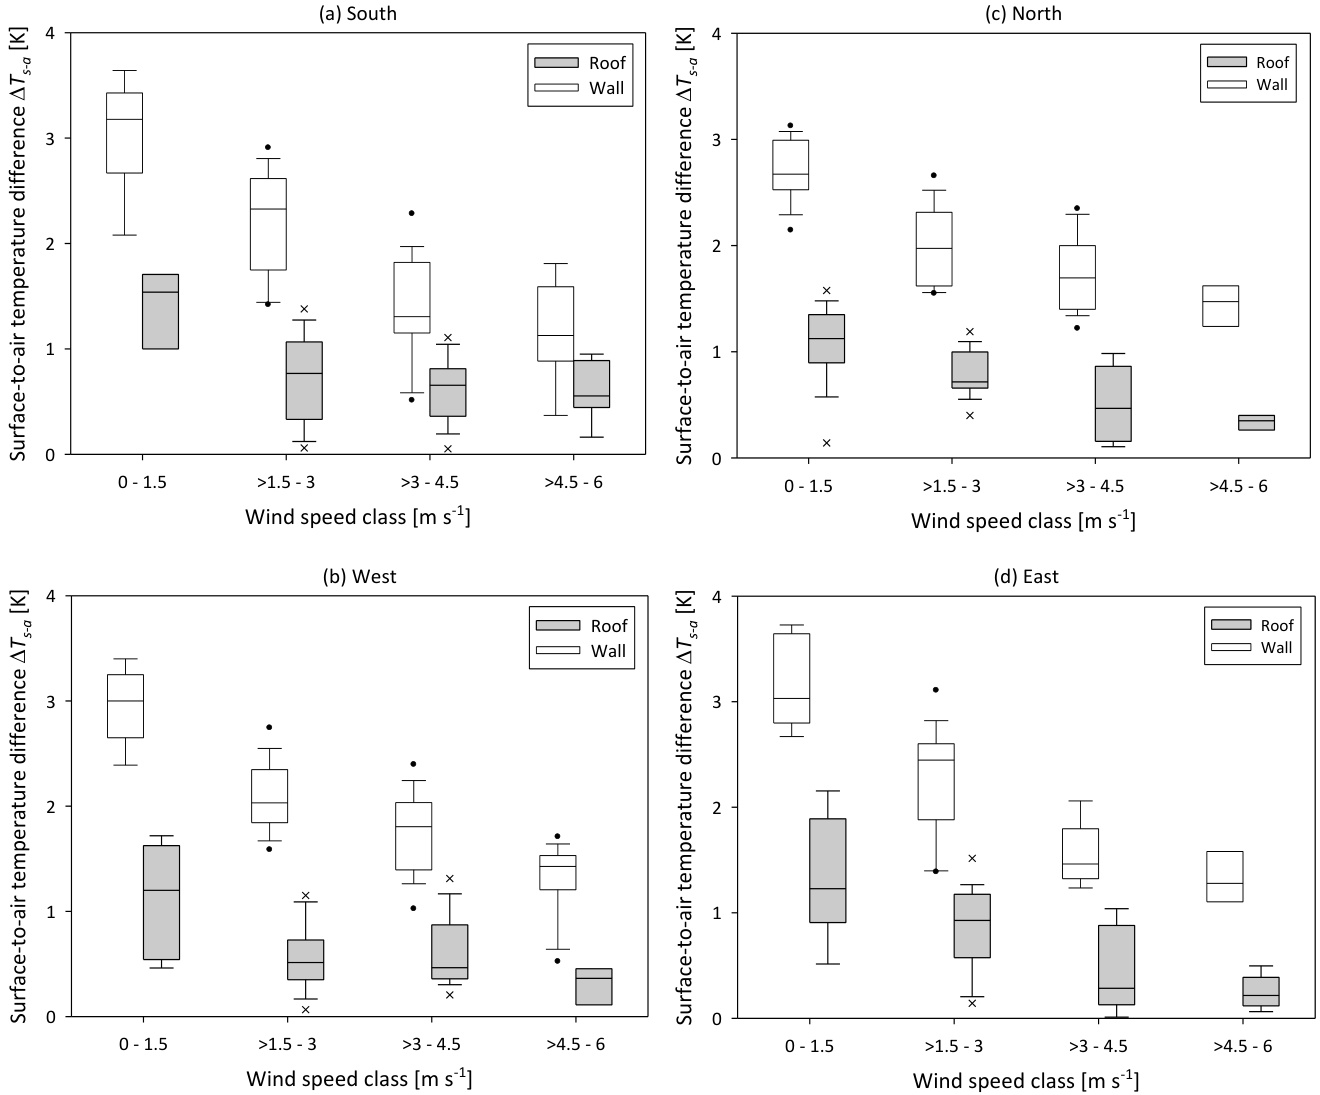 (a) South
Surface-to-air temperature difference ΔTs-a [K]
4
3
2
1
0
Roof
Wall
0 - 1.5
>1.5 - 3
>3 - 4.5
>4.5 - 6
Wind speed class [m s-1]
(c) North
Surface-to-air temperature difference ΔTs-a [K]
4
3
2
1
0
Roof
Wall
0 - 1.5
>1.5 - 3
>3 - 4.5
>4.5 - 6
Wind speed class [m s-1]
(b) West
Surface-to-air temperature difference ΔTs-a [K]
4
3
2
1
0
Roof
Wall
0 - 1.5
>1.5 - 3
>3 - 4.5
>4.5 - 6
Wind speed class [m s-1]
(d) East
Surface-to-air temperature difference ΔTs-a [K]
4
3
2
1
0
Roof
Wall
0 - 1.5
>1.5 - 3
>3 - 4.5
>4.5 - 6
Wind speed class [m s-1]